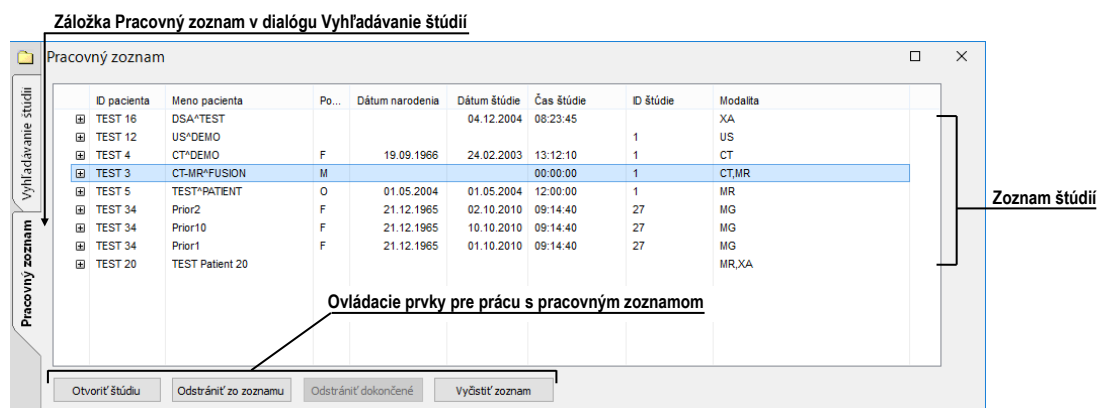 Záložka Pracovný zoznam v dialógu Vyhľadávanie štúdií
Pracovný zoznam
Vyhľadávanie štúdií
Pracovný zoznam
ID pacienta Meno pacienta Po... Dátum narodenia Dátum štúdie Čas štúdie ID štúdie Modalita
TEST 16 DSA^TEST 04.12.2004 08:23:45 XA
TEST 12 US^DEMO 1 US
TEST 4 CT^DEMO F 19.09.1966 24.02.2003 13:12:10 1 CT
TEST 3 CT-MR^FUSION M 00:00:00 1 CT,MR
TEST 5 TEST^PATIENT O 01.05.2004 01.05.2004 12:00:00 1 MR
TEST 34 Prior2 F 21.12.1965 02.10.2010 09:14:40 27 MG
TEST 34 Prior10 F 21.12.1965 10.10.2010 09:14:40 27 MG
TEST 34 Prior1 F 21.12.1965 01.10.2010 09:14:40 27 MG
TEST 20 TEST Patient 20 MR,XA
Zoznam štúdií
Ovládacie prvky pre prácu s pracovným zoznamom
Otvoriť štúdiu Odstrániť zo zoznamu Odstrániť dokončené Vyčistiť zoznam